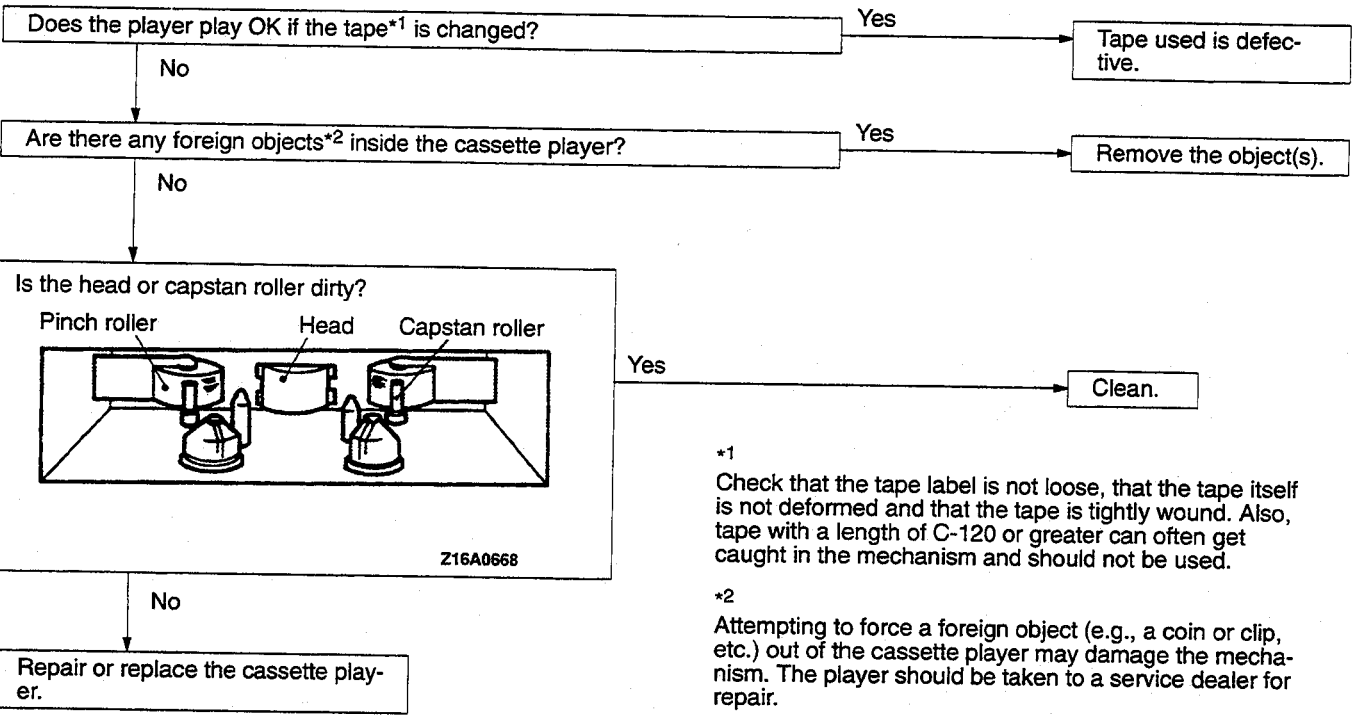 Does the player play OK if the tape*1 is changed?
Yes
Tape used is defec-
tive.
No
Are there any foreign objects*2 inside the cassette player?
Yes
Remove the object(s).
No
Is the head or capstan roller dirty?
Pinch roller
Head
Capstan roller
Yes
Clean.
Z16A0668
No
Repair or replace the cassette play-
er.
*1
Check that the tape label is not loose, that the tape itself
is not deformed and that the tape is tightly wound. Also,
tape with a length of C-120 or greater can often get
caught in the mechanism and should not be used.
*2
Attempting to force a foreign object (e.g., a coin or clip,
etc.) out of the cassette player may damage the mecha-
nism. The player should be taken to a service dealer for
repair.